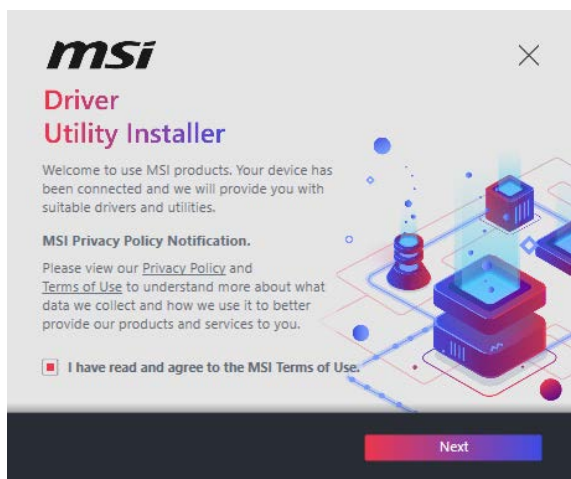 msi
Driver
Utility Installer
Welcome to use MSI products. Your device has
been connected and we will provide you with
suitable drivers and utilities.
MSI Privacy Policy Notification.
Please view our Privacy Policy and
Terms of Use to understand more about what
data we collect and how we use it to better
provide our products and services to you.
I have read and agree to the MSI Terms of Use.
Next